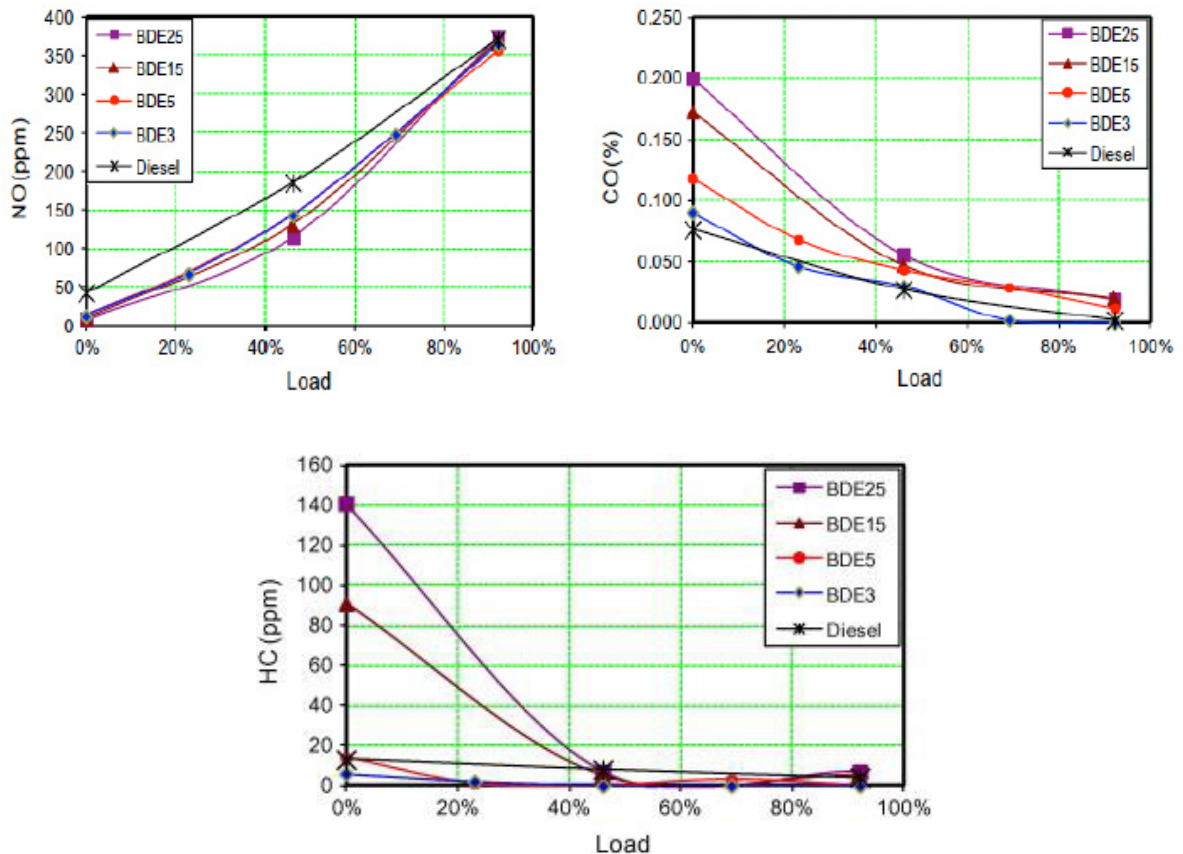 400
350
300
250
200
150
100
50
0
NO(ppm)
BDE25
BDE15
BDE5
BDE3
Diesel
0% 20% 40% 60% 80% 100%
Load
0.250
0.200
0.150
0.100
0.050
0.000
CO(%)
BDE25
BDE15
BDE5
BDE3
Diesel
0% 20% 40% 60% 80% 100%
Load
160
140
120
100
80
60
40
20
0
HC(ppm)
BDE25
BDE15
BDE5
BDE3
Diesel
0% 20% 40% 60% 80% 100%
Load